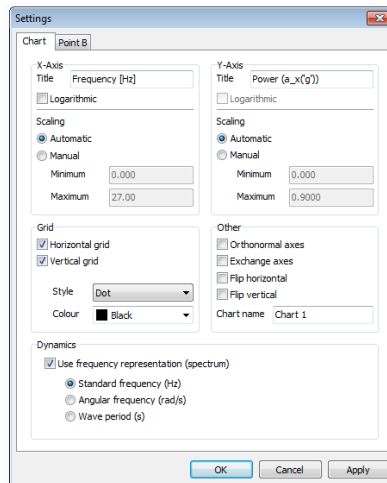 Settings
Chart Point B
X-Axis
Title Frequency [Hz]
Logarithmic
Scaling
Automatic
Manual
Minimum 0.000
Maximum 27.00
Y-Axis
Title Power (a_x('g'))
Logarithmic
Scaling
Automatic
Manual
Minimum 0.000
Maximum 0.9000
Grid
Horizontal grid
Vertical grid
Style Dot
Colour Black
Other
Orthonormal axes
Exchange axes
Flip horizontal
Flip vertical
Chart name Chart 1
Dynamics
Use frequency representation (spectrum)
Standard frequency (Hz)
Angular frequency (rad/s)
Wave period (s)
OK Cancel Apply